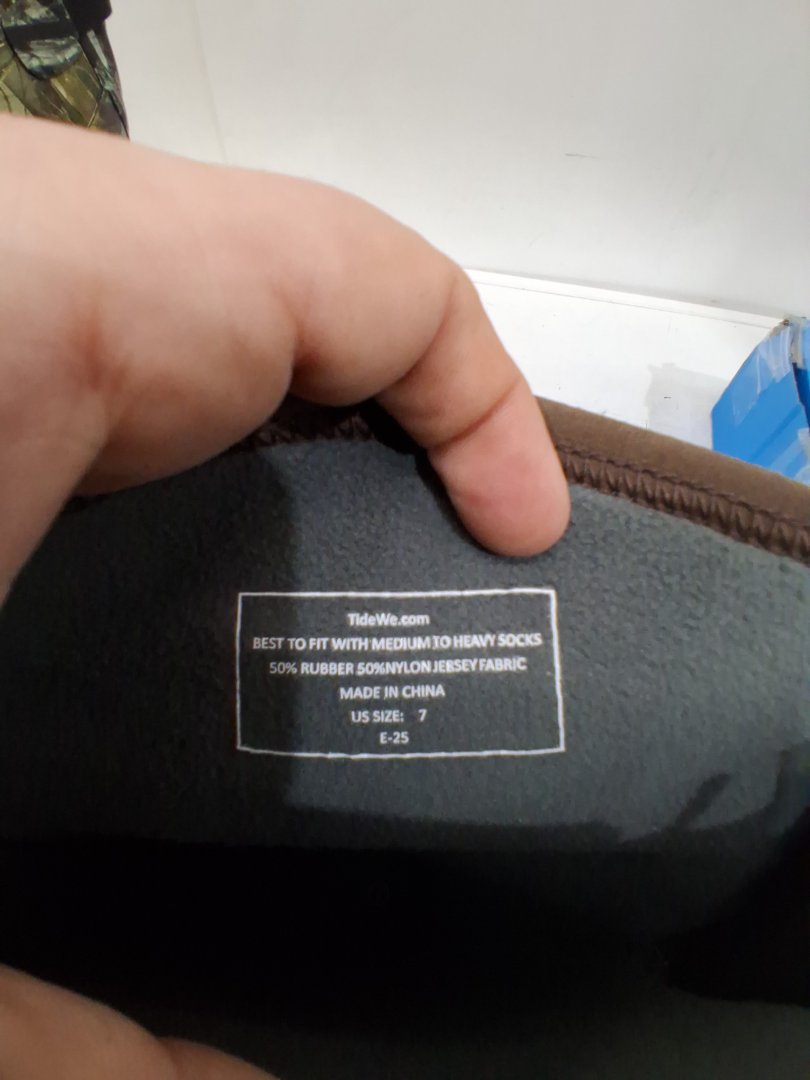 TideWe.com
BEST TO FIT WITH MEDIUM TO HEAVY SOCKS
50% RUBBER 50%NYLON JERSEY FABRIC
MADE IN CHINA
US SIZE: 7
E-25